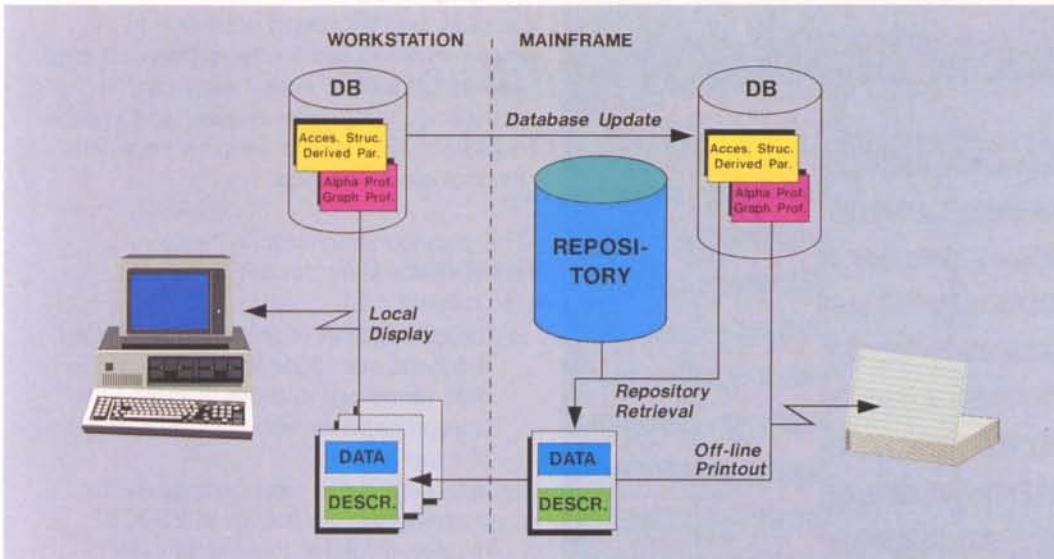 WORKSTATION
MAINFRAME
DB
DB
Database Update
Acces. Struc.
Derived Par.
Alpha Prof.
Graph Prof.
Acces. Struc.
Derived Par.
Alpha Prof.
Graph Prof.
REPOSI-
TORY
Local
Display
Repository
Retrieval
Off-line
Printout
DATA
DESCR.
DATA
DESCR.